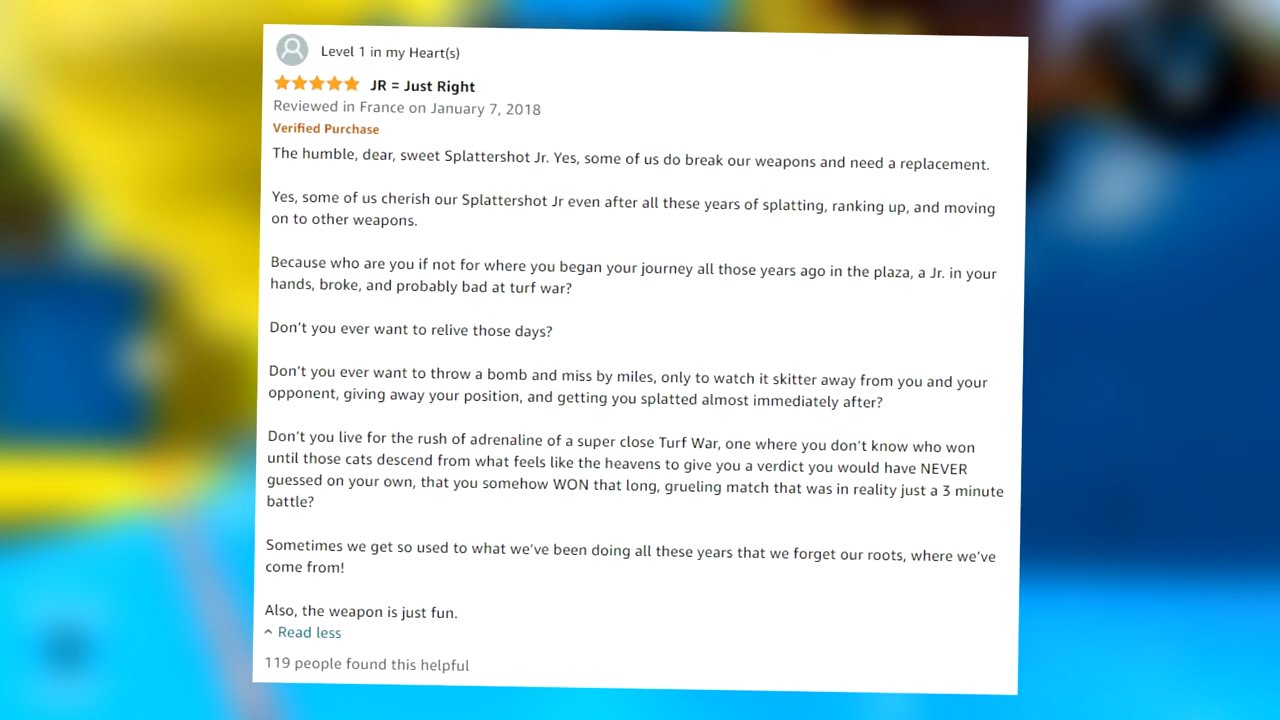 Level 1 in my Heart(s)
JR = Just Right
Reviewed in France on January 7, 2018
Verified Purchase
The humble, dear, sweet Splattershot Jr. Yes, some of us do break our weapons and need a replacement.
Yes, some of us cherish our Splattershot Jr even after all these years of splatting, ranking up, and moving
on to other weapons.
Because who are you if not for where you began your journey all those years ago in the plaza, a Jr. in your
hands, broke, and probably bad at turf war?
Don't you ever want to relive those days?
Don't you ever want to throw a bomb and miss by miles, only to watch it skitter away from you and your
opponent, giving away your position, and getting you splatted almost immediately after?
Don't you live for the rush of adrenaline of a super close Turf War, one where you don't know who won
until those cats descend from what feels like the heavens to give you a verdict you would have NEVER
guessed on your own, that you somehow WON that long, grueling match that was in reality just a 3 minute
battle?
Sometimes we get so used to what we've been doing all these years that we forget our roots, where we've
come from!
Also, the weapon is just fun.
^ Read less
119 people found this helpful